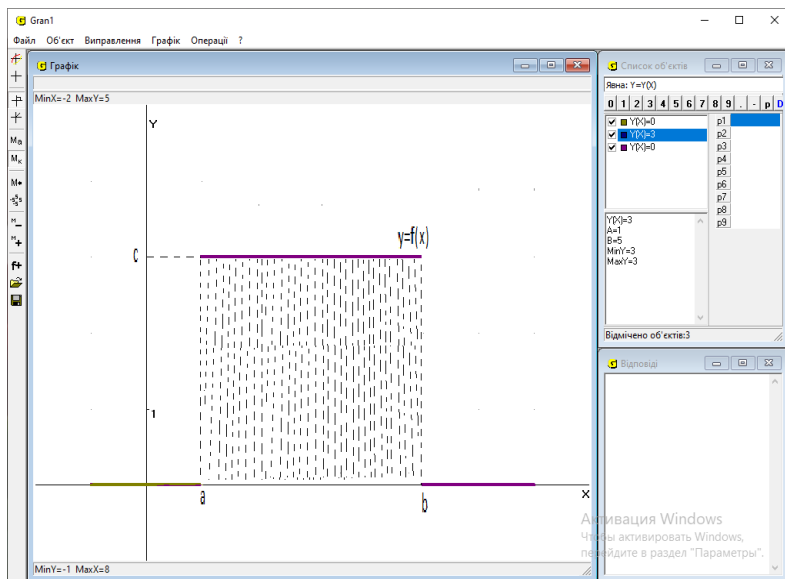 Gran1
Файл Об'єкт Виправлення Графік Операції ?
Графік
MinX=-2 MaxY=5
Y
c
y=f(x)
1
a
b
X
MinY=-1 MaxX=8
Список об'єктів
Явна: Y=Y(X)
0 1 2 3 4 5 6 7 8 9 . - p D
Y(X)=0
Y(X)=3
Y(X)=0
p1
p2
p3
p4
p5
p6
p7
p8
p9
Y(X)=3
A=1
B=5
MinY=3
MaxY=3
Відмічено об'єктів:3
Відповіді
Активация Windows
Чтобы активировать Windows,
перейдите в раздел "Параметры".